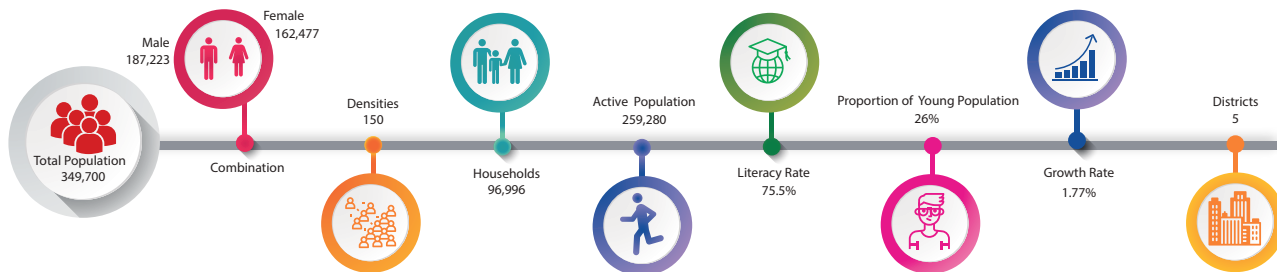 Total Population
349,700
Male
187,223
Female
162,477
Combination
Densities
150
Households
96,996
Active Population
259,280
Literacy Rate
75.5%
Proportion of Young Population
26%
Growth Rate
1.77%
Districts
5